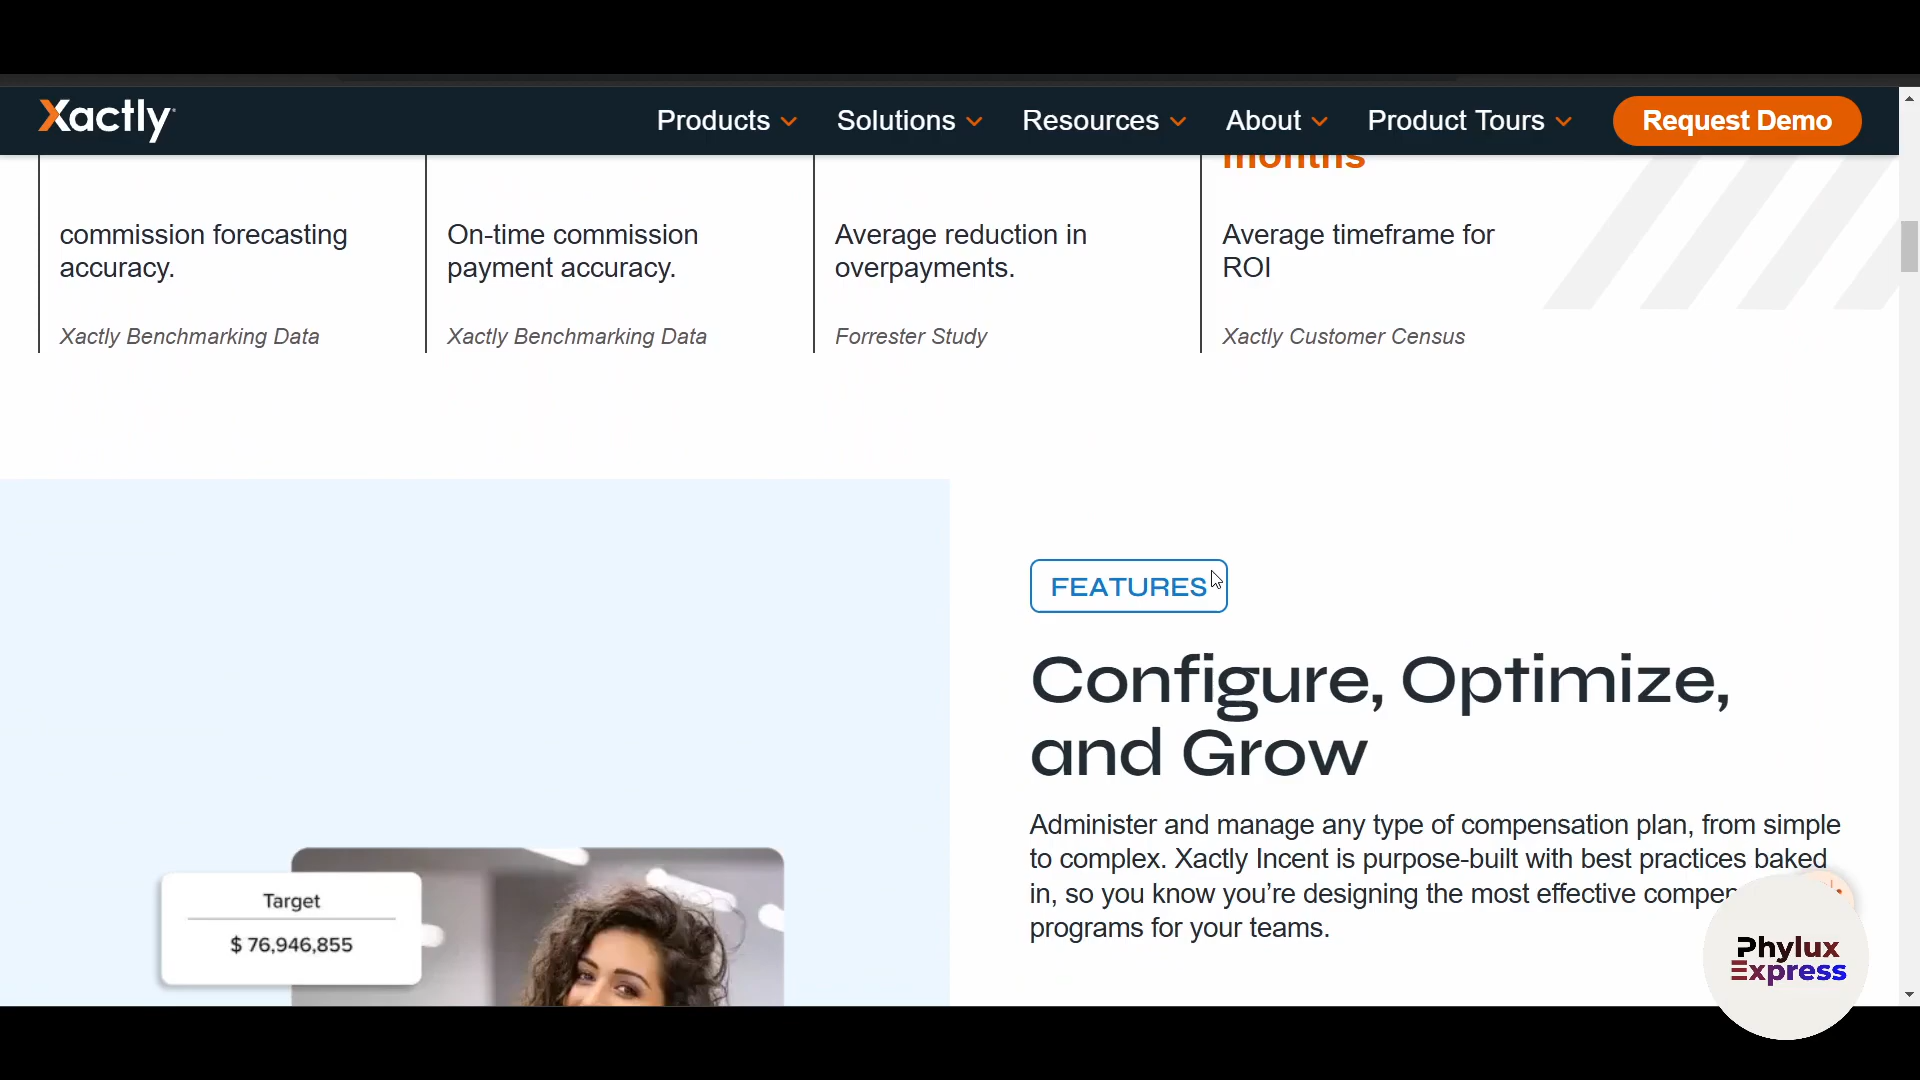 Xactly
Products
Solutions
Resources
About
Product Tours
Request Demo
months
commission forecasting
accuracy.
Xactly Benchmarking Data
On-time commission
payment accuracy.
Xactly Benchmarking Data
Average reduction in
overpayments.
Forrester Study
Average timeframe for
ROI
Xactly Customer Census
FEATURES
Configure, Optimize,
and Grow
Administer and manage any type of compensation plan, from simple
to complex. Xactly Incent is purpose-built with best practices baked
in, so you know you’re designing the most effective compen
programs for your teams.
Target
$ 76,946,855
Phylux
Express